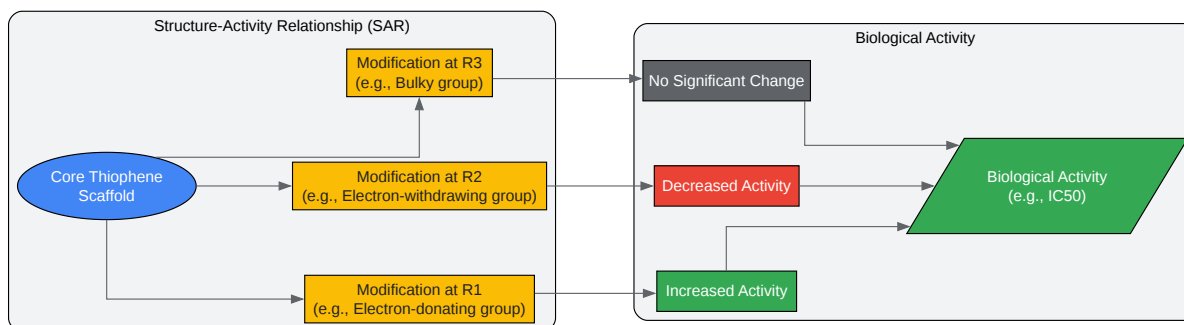 Structure-Activity Relationship (SAR)
Biological Activity
Modification at R3
(e.g., Bulky group)
No Significant Change
Core Thiophene
Scaffold
Modification at R2
(e.g., Electron-withdrawing group)
Decreased Activity
Biological Activity
(e.g., IC50)
Modification at R1
(e.g., Electron-donating group)
Increased Activity